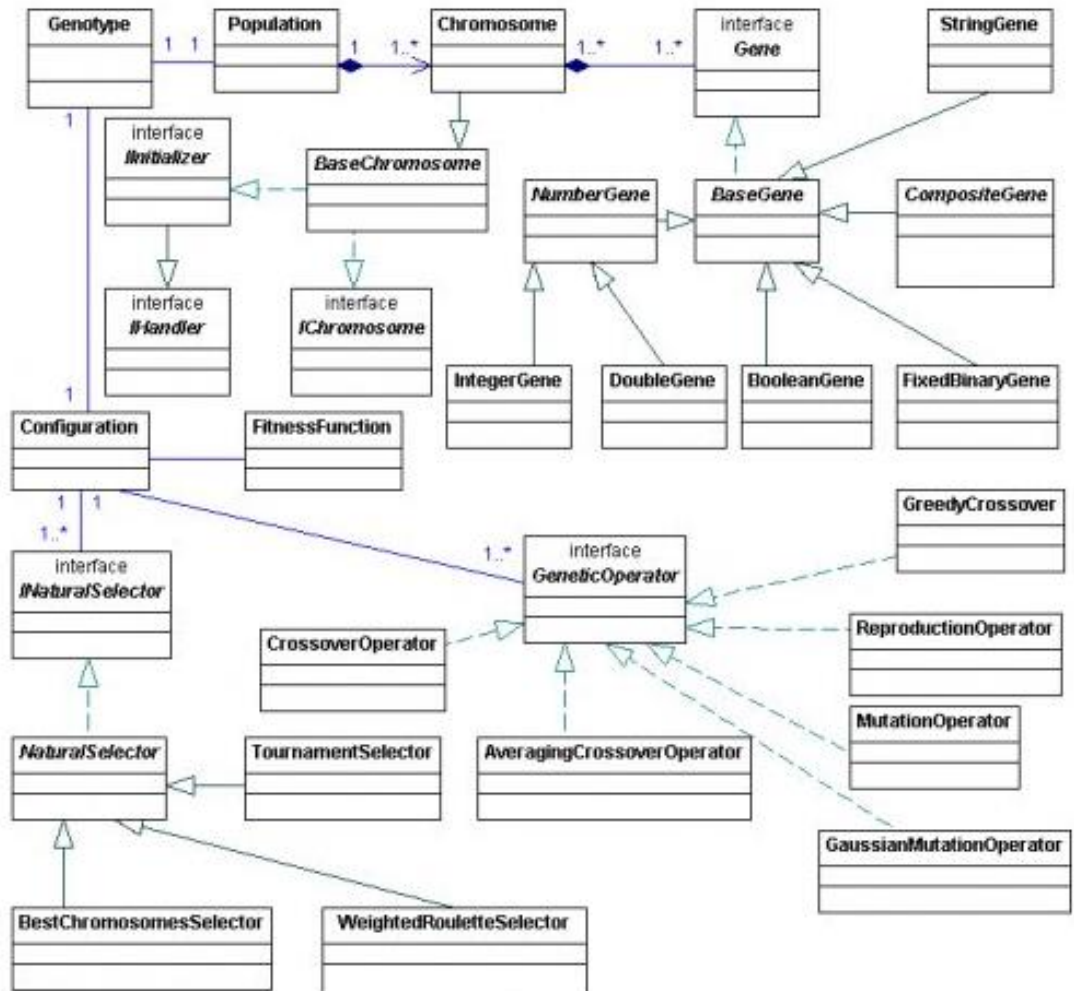 Genotype
Population
Chromosome
interface
Gene
StringGene
1
1
1
1..*
1..*
1..*
1
interface
IInitializer
BaseChromosome
NumberGene
BaseGene
CompositeGene
interface
IHandler
interface
IChromosome
IntegerGene
DoubleGene
BooleanGene
FixedBinaryGene
1
Configuration
FitnessFunction
1
1
1..*
1..*
interface
INaturalSelector
interface
GeneticOperator
GreedyCrossover
CrossoverOperator
ReproductionOperator
MutationOperator
NaturalSelector
TournamentSelector
AveragingCrossoverOperator
GaussianMutationOperator
BestChromosomesSelector
WeightedRouletteSelector